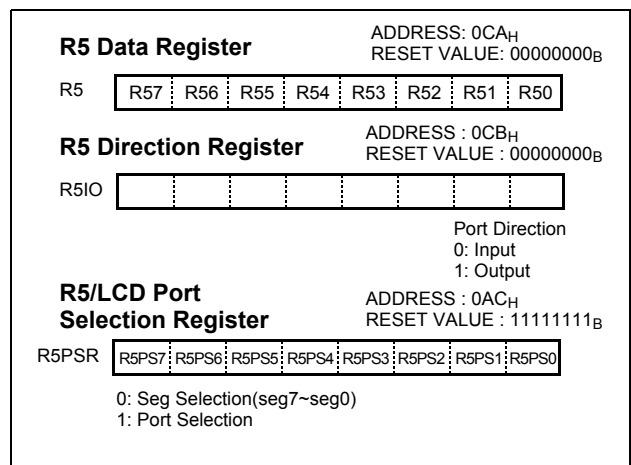 R5 Data Register
ADDRESS: 0CAH
RESET VALUE: 00000000B
R5 R57 R56 R55 R54 R53 R52 R51 R50
R5 Direction Register
ADDRESS : 0CBH
RESET VALUE : 00000000B
R5IO
Port Direction
0: Input
1: Output
R5/LCD Port
Selection Register
ADDRESS : 0ACH
RESET VALUE : 11111111B
R5PSR R5PS7 R5PS6 R5PS5 R5PS4 R5PS3 R5PS2 R5PS1 R5PS0
0: Seg Selection(seg7~seg0)
1: Port Selection